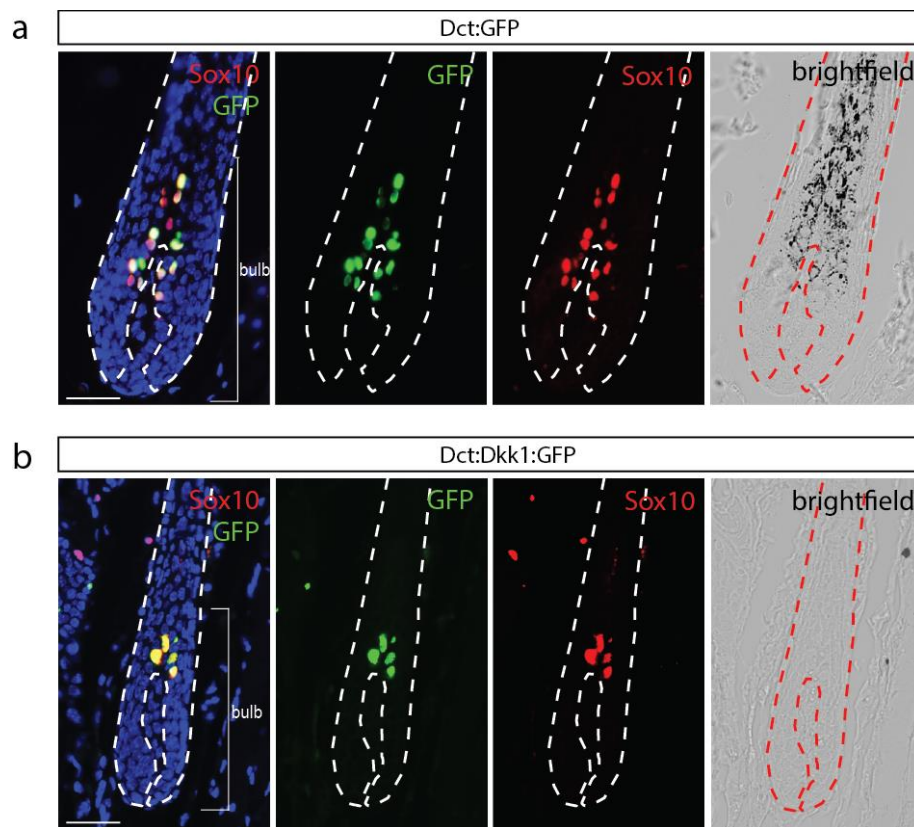 a
Dct:GFP
Sox10
GFP
GFP
Sox10
brightfield
bulb
b
Dct:Dkk1:GFP
Sox10
GFP
GFP
Sox10
brightfield
bulb